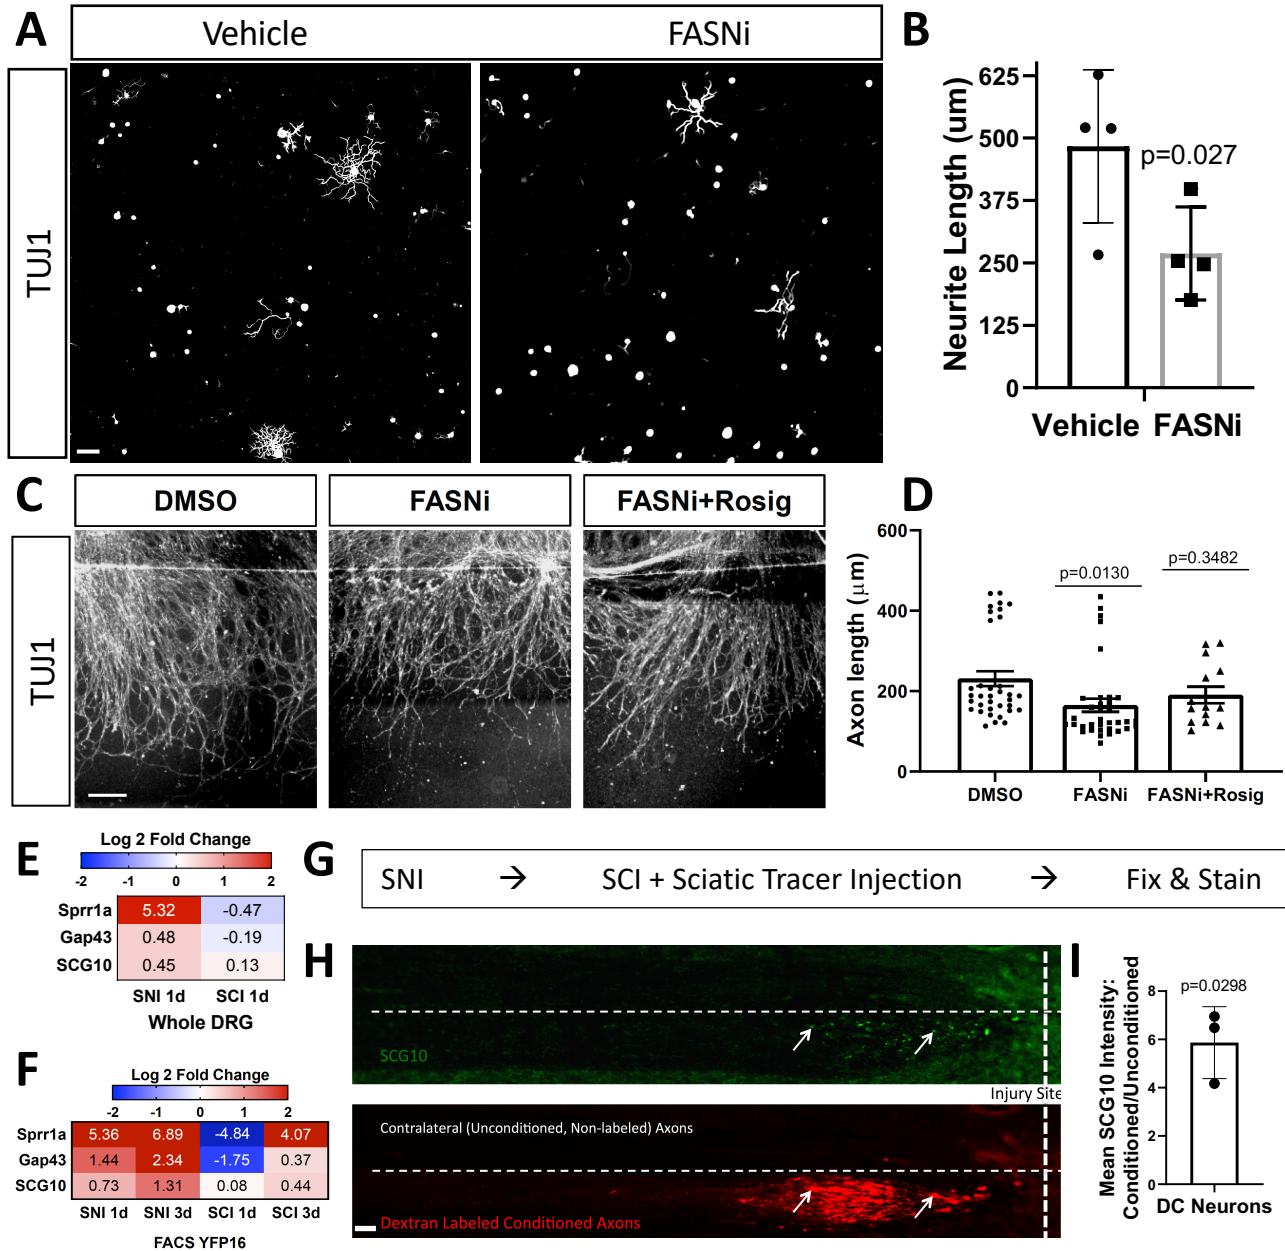 A
Vehicle
FASNi
TUJ1
B
Neurite Length (um)
625
500
375
250
125
0
p=0.027
Vehicle FASNi
C
DMSO
FASNi
FASNi+Rosig
TUJ1
D
Axon length (μm)
600
400
200
0
p=0.0130
p=0.3482
DMSO
FASNi
FASNi+Rosig
E
Log 2 Fold Change
-2 -1 0 1 2
Sprr1a 5.32 -0.47
Gap43 0.48 -0.19
SCG10 0.45 0.13
SNI 1d SCI 1d
Whole DRG
F
Log 2 Fold Change
-2 -1 0 1 2
Sprr1a 5.36 6.89 -4.84 4.07
Gap43 1.44 2.34 -1.75 0.37
SCG10 0.73 1.31 0.08 0.44
SNI 1d SNI 3d SCI 1d SCI 3d
FACS YFP16
G
SNI → SCI + Sciatic Tracer Injection → Fix & Stain
H
SCG10
Injury Site
Contralateral (Unconditioned, Non-labeled) Axons
Dextran Labeled Conditioned Axons
I
Mean SCG10 Intensity:
Conditioned/Unconditioned
8
6
4
2
0
p=0.0298
DC Neurons